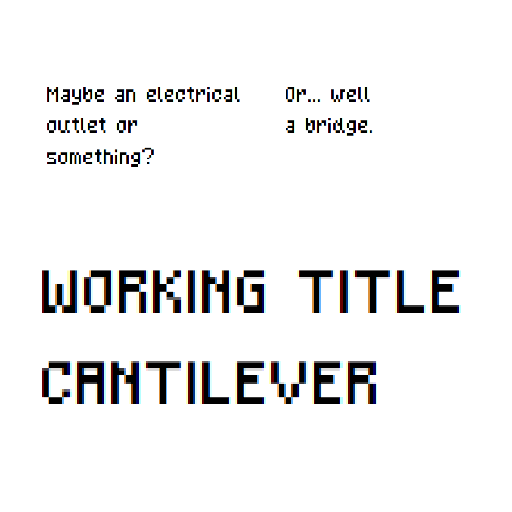 Maybe an electrical
outlet or
something?
Or... well
a bridge.
WORKING TITLE
CANTILEVER